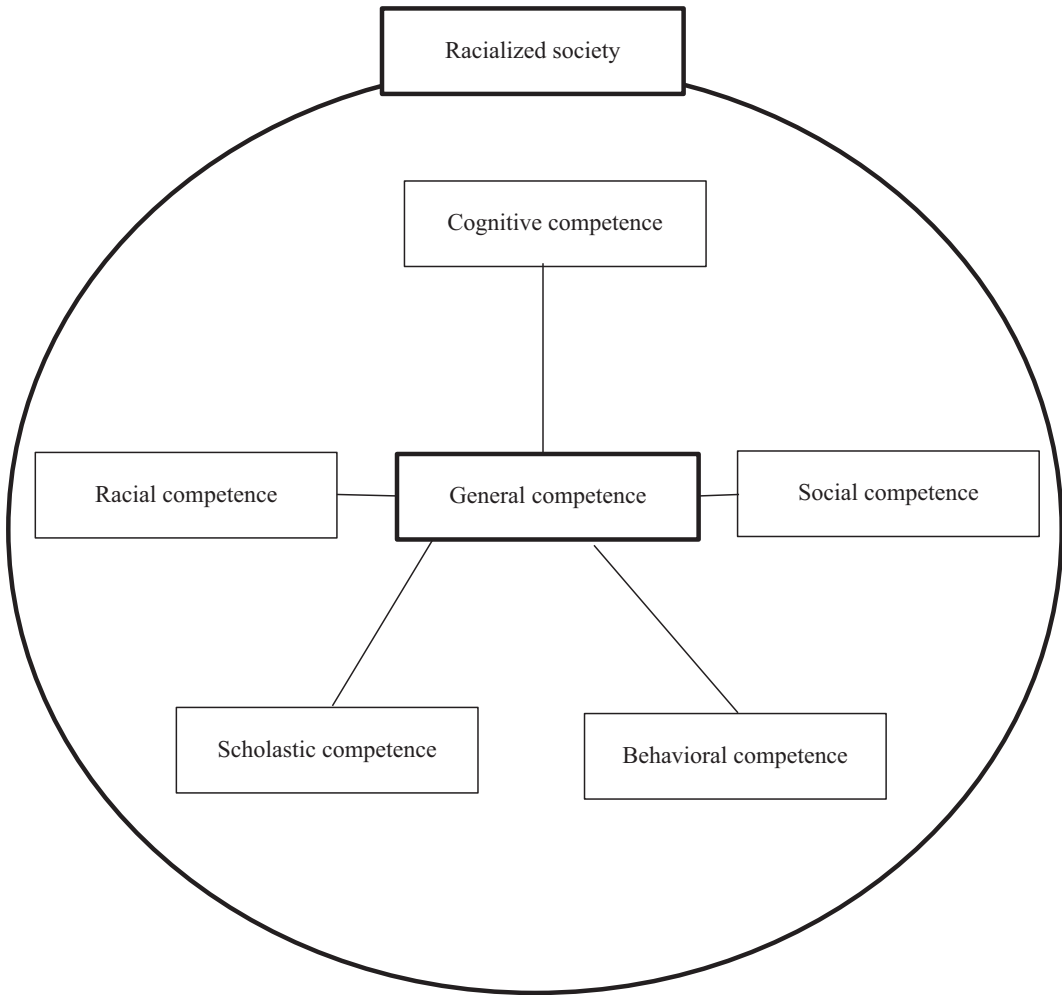 Racialized society
Cognitive competence
Racial competence
General competence
Social competence
Scholastic competence
Behavioral competence